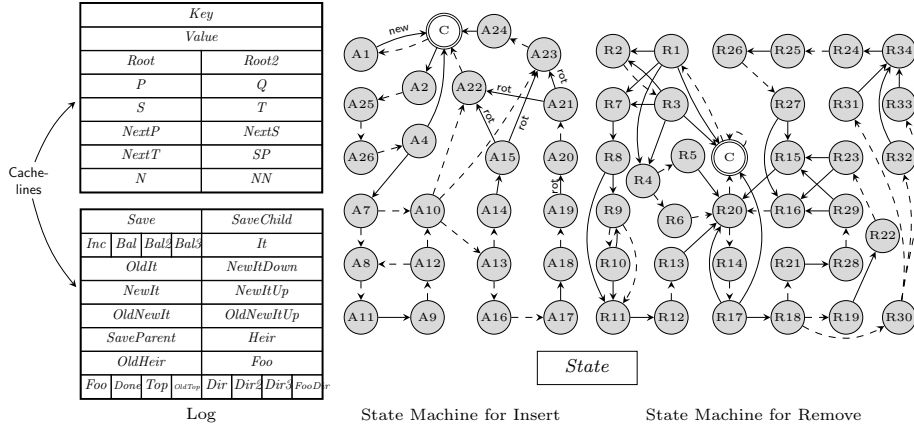 Key
Value
Root Root2
P Q
S T
NextP NextS
NextT SP
N NN
Cache-
lines
Save SaveChild
Inc Bal Bal2 Bal3 It
OldIt NewItDown
NewIt NewItUp
OldNewIt OldNewItUp
SaveParent Heir
OldHeir Foo
Foo Done Top OldTop Dir Dir2 Dir3 FooDir
Log
new
C A24
A1 A23
rot
A2 A22 rot
A25 A21
rot rot
A4
A26 A15 A20
rot
A7 A10 A14 A19
A8 A12 A13 A18
A11 A9 A16 A17
State Machine for Insert
R2 R1 R26 R25 R24 R34
R7 R3 R27 R31 R33
R8 R5 C R15 R23 R32
R4
R9 R6 R20 R16 R29
R22
R10 R13 R14 R21 R28
R11 R12 R17 R18 R19 R30
State
State Machine for Remove